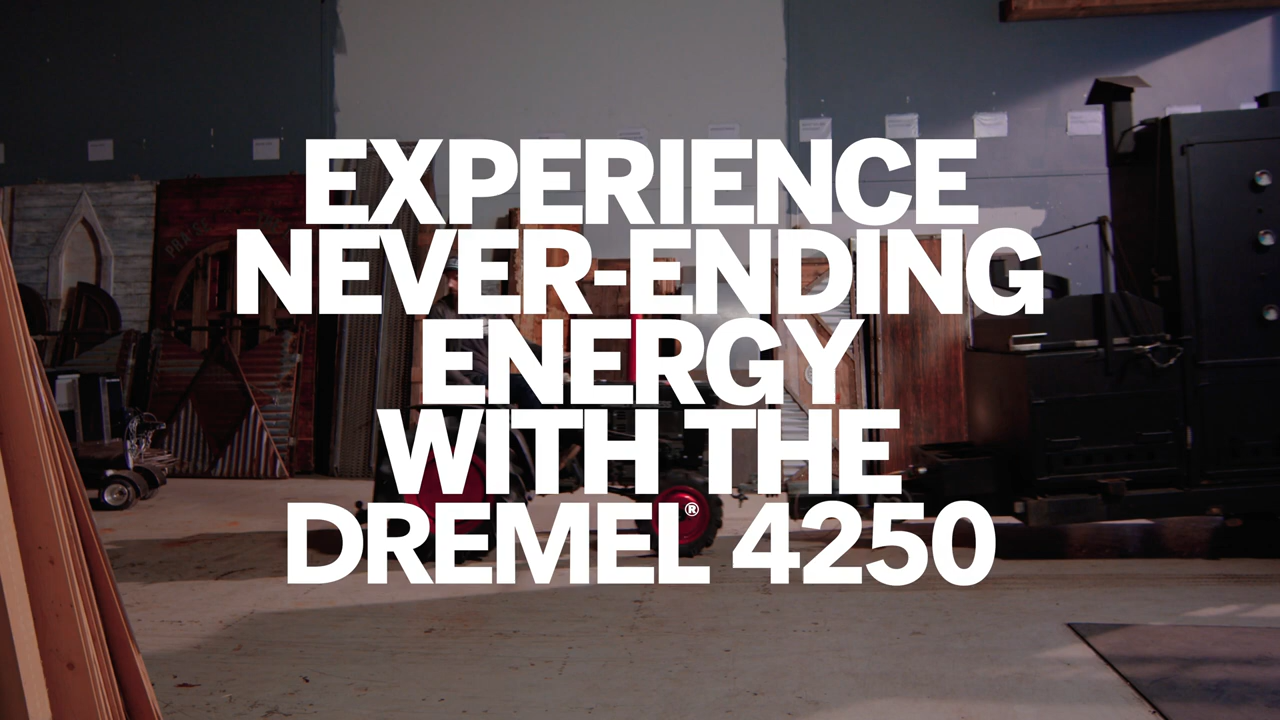 EXPERIENCE
NEVER-ENDING
ENERGY
WITH THE
DREMEL® 4250